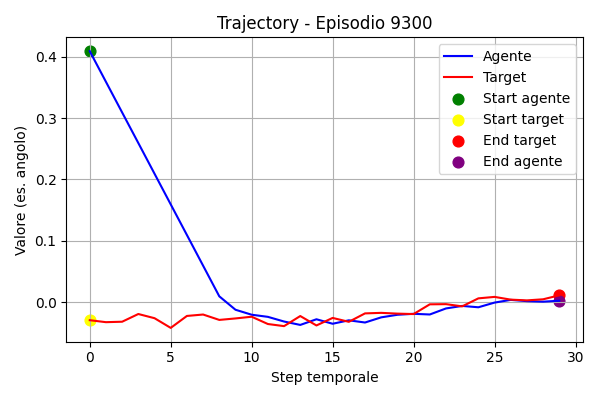 Trajectory - Episodio 9300
Valore (es. angolo)
0.4
0.3
0.2
0.1
0.0
Agente
Target
Start agente
Start target
End target
End agente
0 5 10 15 20 25 30
Step temporale